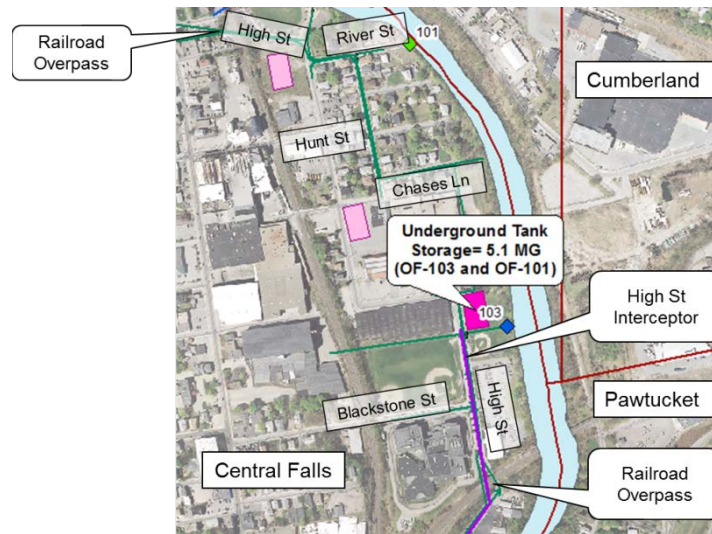 Railroad
Overpass
High St
River St
101
Cumberland
Hunt St
Chases Ln
Underground Tank
Storage= 5.1 MG
(OF-103 and OF-101)
103
High St
Interceptor
Blackstone St
High St
Pawtucket
Central Falls
Railroad
Overpass